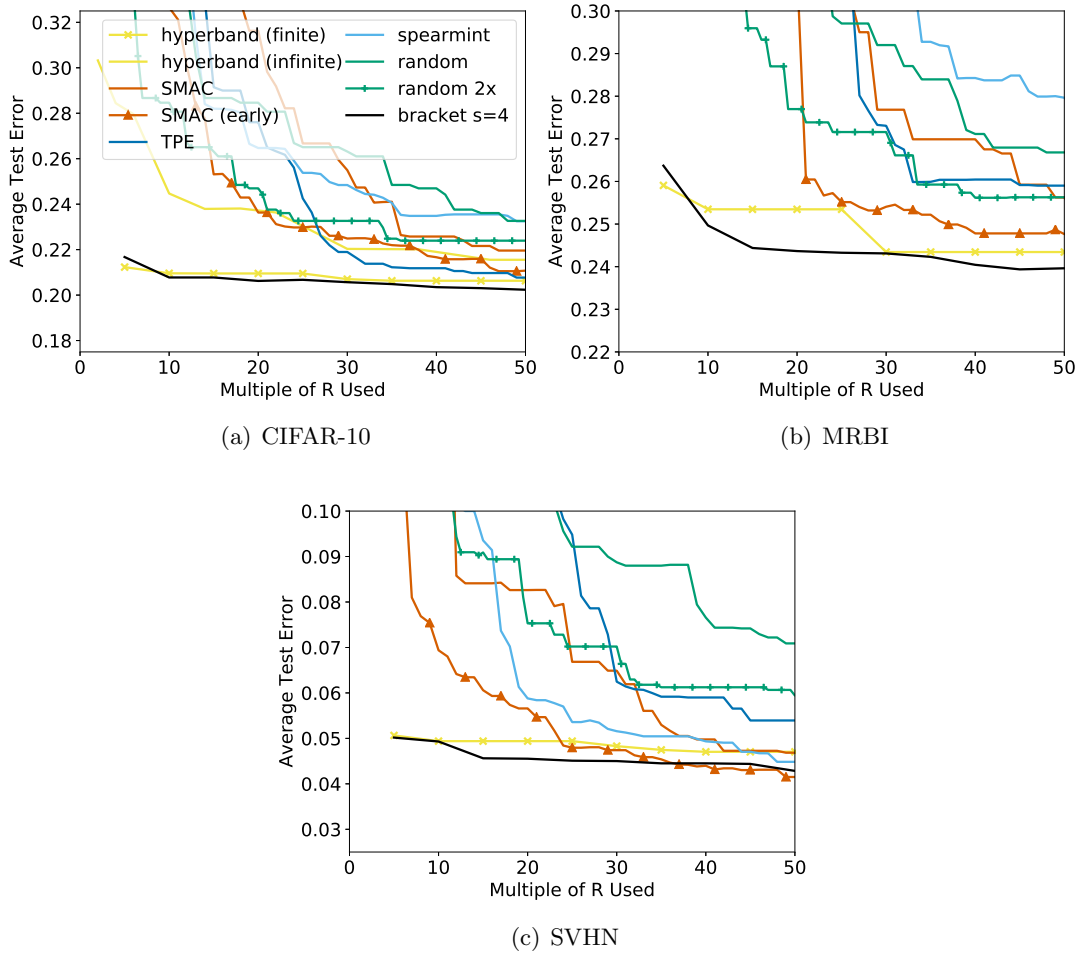 0.32
0.30
0.28
0.26
0.24
0.22
0.20
0.18
Average Test Error
hyperband (finite)
hyperband (infinite)
SMAC
SMAC (early)
TPE
spearmint
random
random 2x
bracket s=4
0 10 20 30 40 50
Multiple of R Used
(a) CIFAR-10
0.30
0.29
0.28
0.27
0.26
0.25
0.24
0.23
0.22
Average Test Error
0 10 20 30 40 50
Multiple of R Used
(b) MRBI
0.10
0.09
0.08
0.07
0.06
0.05
0.04
0.03
Average Test Error
0 10 20 30 40 50
Multiple of R Used
(c) SVHN